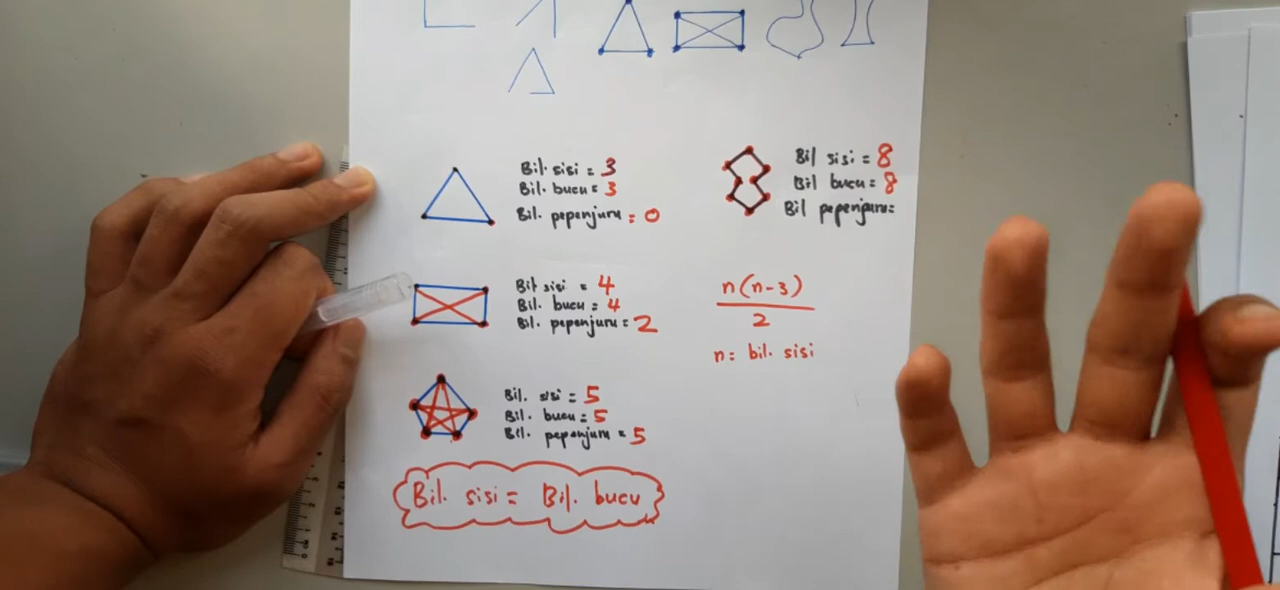 Bil. sisi = 3
Bil. bucu = 3
Bil. pepenjuru = 0
Bil sisi = 8
Bil bucu = 8
Bil pepenjuru=
Bil sisi = 4
Bil. bucu = 4
Bil. pepenjuru = 2
n(n-3)
2
n= bil. sisi
Bil. sisi = 5
Bil. bucu = 5
Bil. pepenjuru = 5
Bil. sisi = Bil. bucu